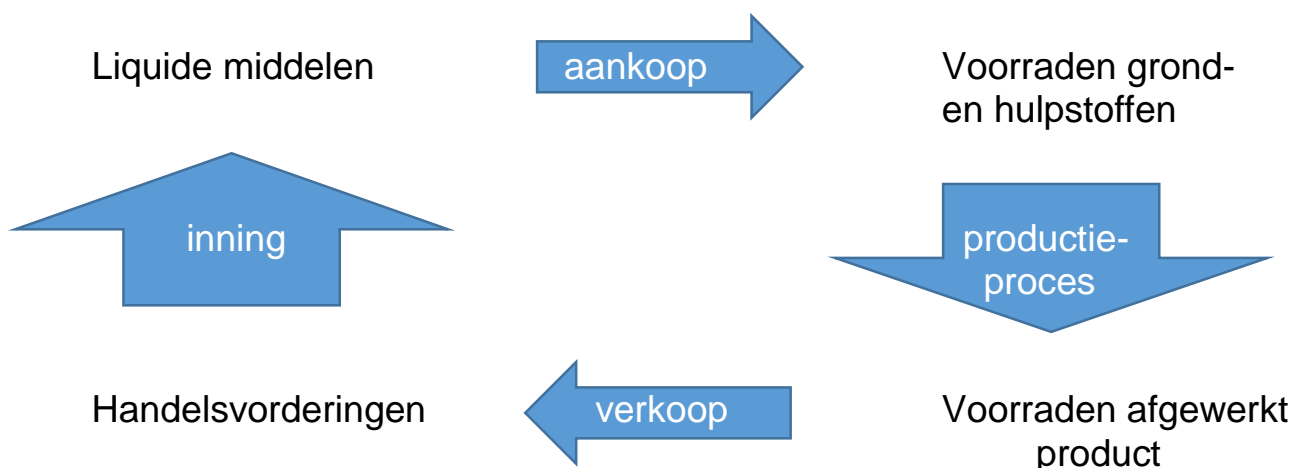 Liquide middelen
aankoop
Voorraden grond-
en hulpstoffen
inning
productie-
proces
Handelsvorderingen
verkoop
Voorraden afgewerkt
product